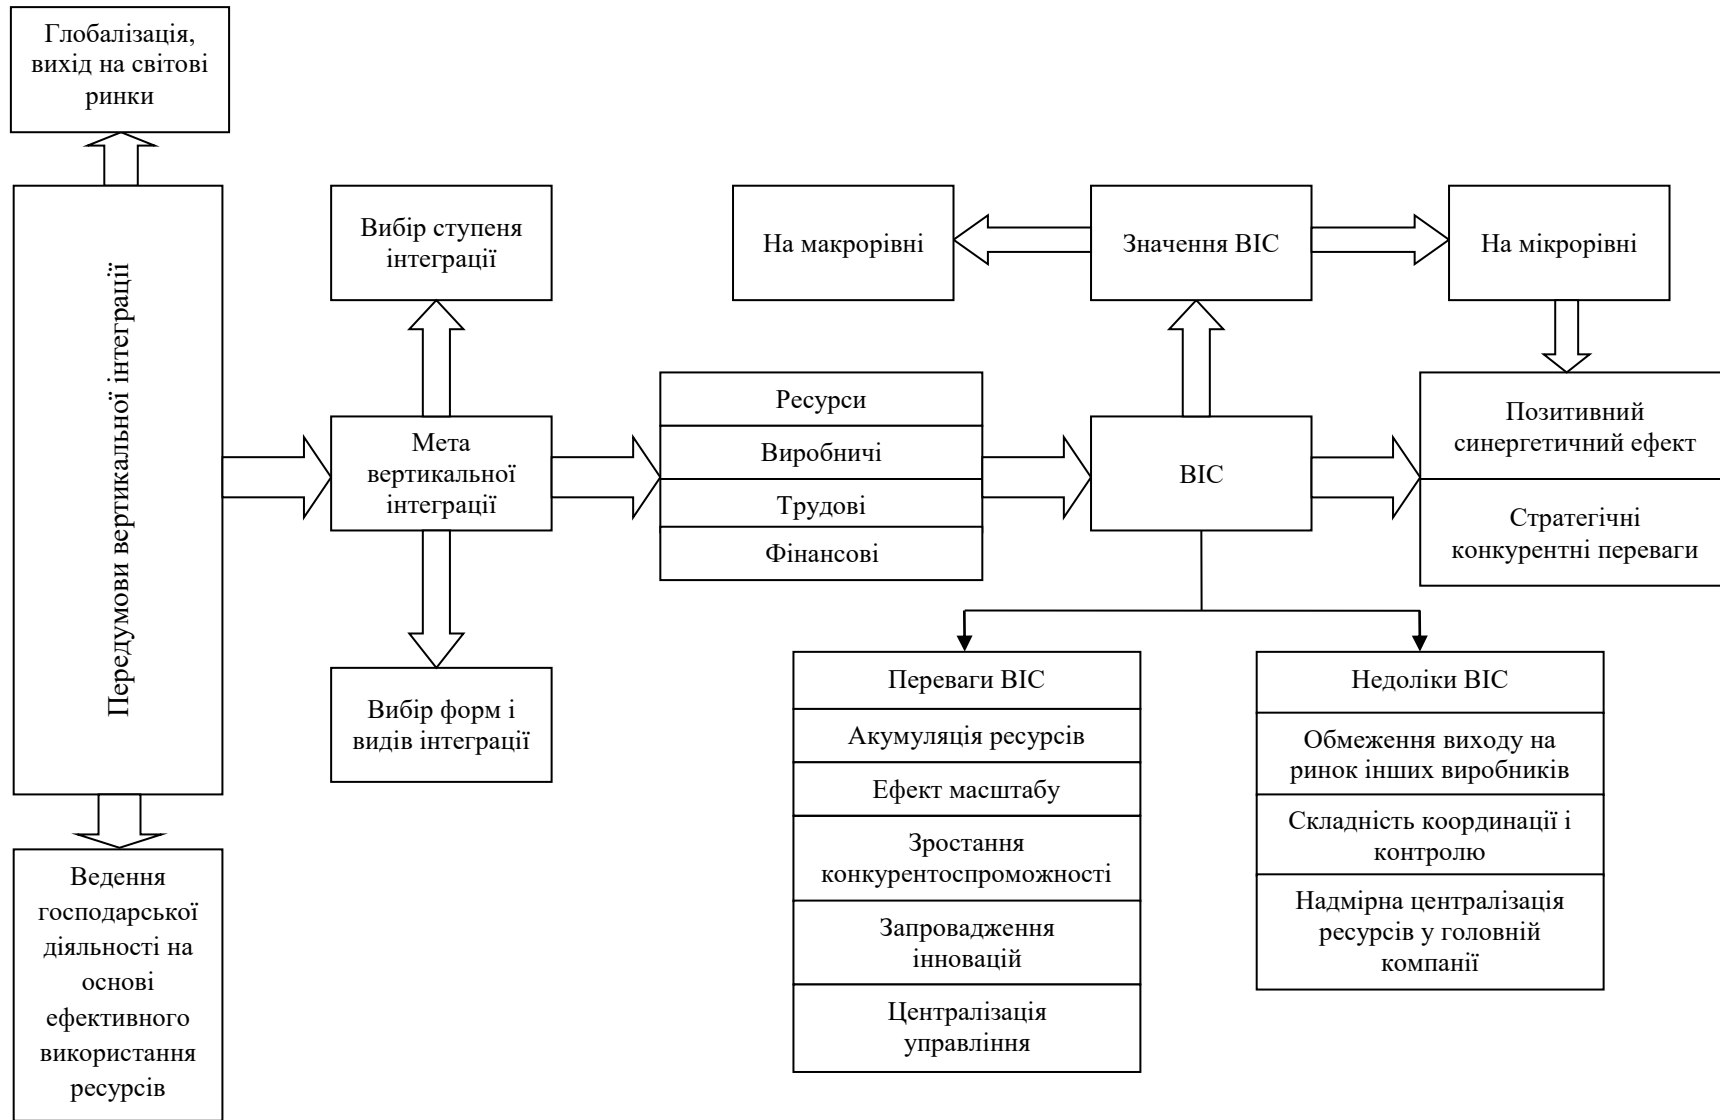 Глобалізація,
вихід на світові
ринки
Передумови вертикальної інтеграції
Ведення
господарської
діяльності на
основі
ефективного
використання
ресурсів
Вибір ступеня
інтеграції
Мета
вертикальної
інтеграції
Вибір форм і
видів інтеграції
Ресурси
Виробничі
Трудові
Фінансові
На макрорівні
Значення ВІС
На мікрорівні
ВІС
Позитивний
синергетичний ефект
Стратегічні
конкурентні переваги
Переваги ВІС
Акумуляція ресурсів
Ефект масштабу
Зростання
конкурентоспроможності
Запровадження
інновацій
Централізація
управління
Недоліки ВІС
Обмеження виходу на
ринок інших виробників
Складність координації і
контролю
Надмірна централізація
ресурсів у головній
компанії